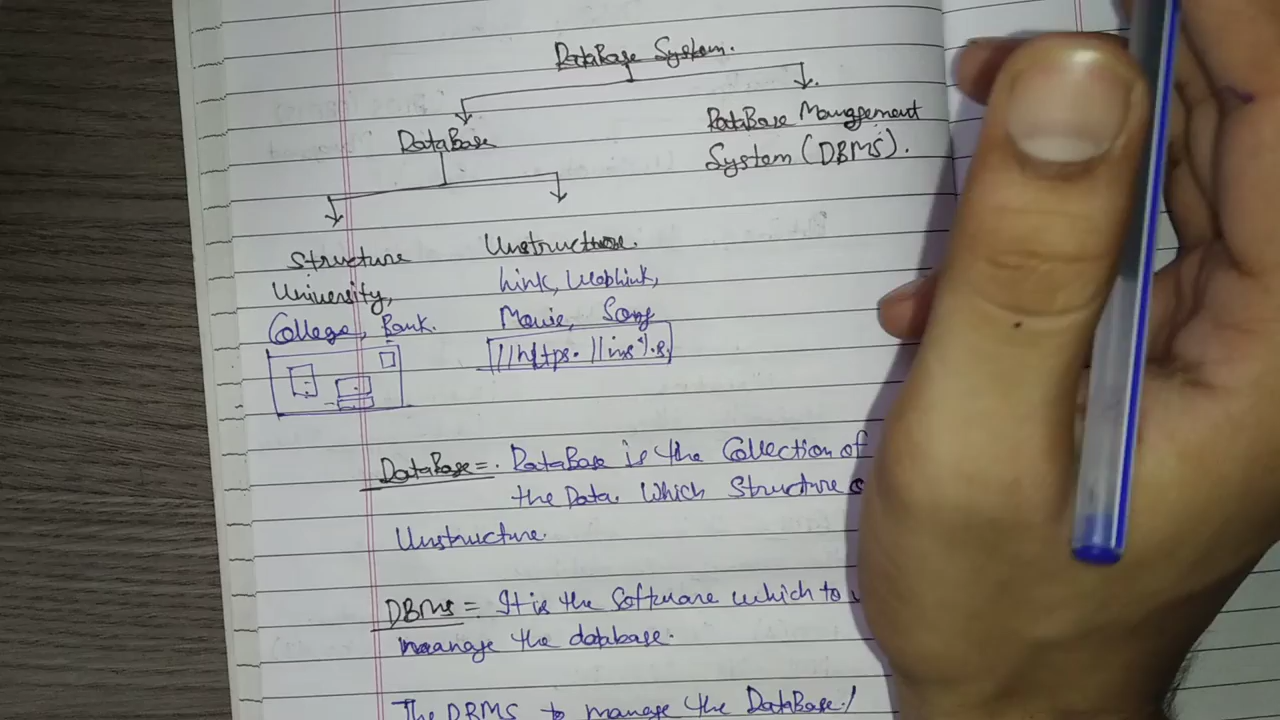 DataBase System.
DataBase
DataBase Mangement
System (DBMS).
Structure
University,
College, Bank.
Unstructure.
Link, Weblink,
Movie, Song
DataBase = . DataBase is the Collection of
the Data. Which Structure
Unstructure.
DBMS = It is the Software which to
manage the database.
The DBMS to manage the DataBase/